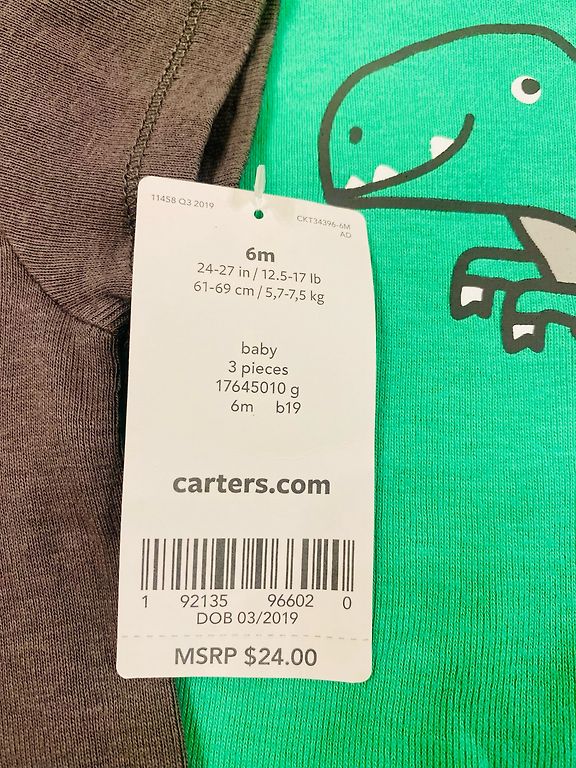 11458 Q3 2019
CKT34396-6M
AD
6m
24-27 in / 12.5-17 lb
61-69 cm / 5,7-7,5 kg
baby
3 pieces
17645010 g
6m b19
carters.com
1 92135 96602 0
DOB 03/2019
MSRP $24.00